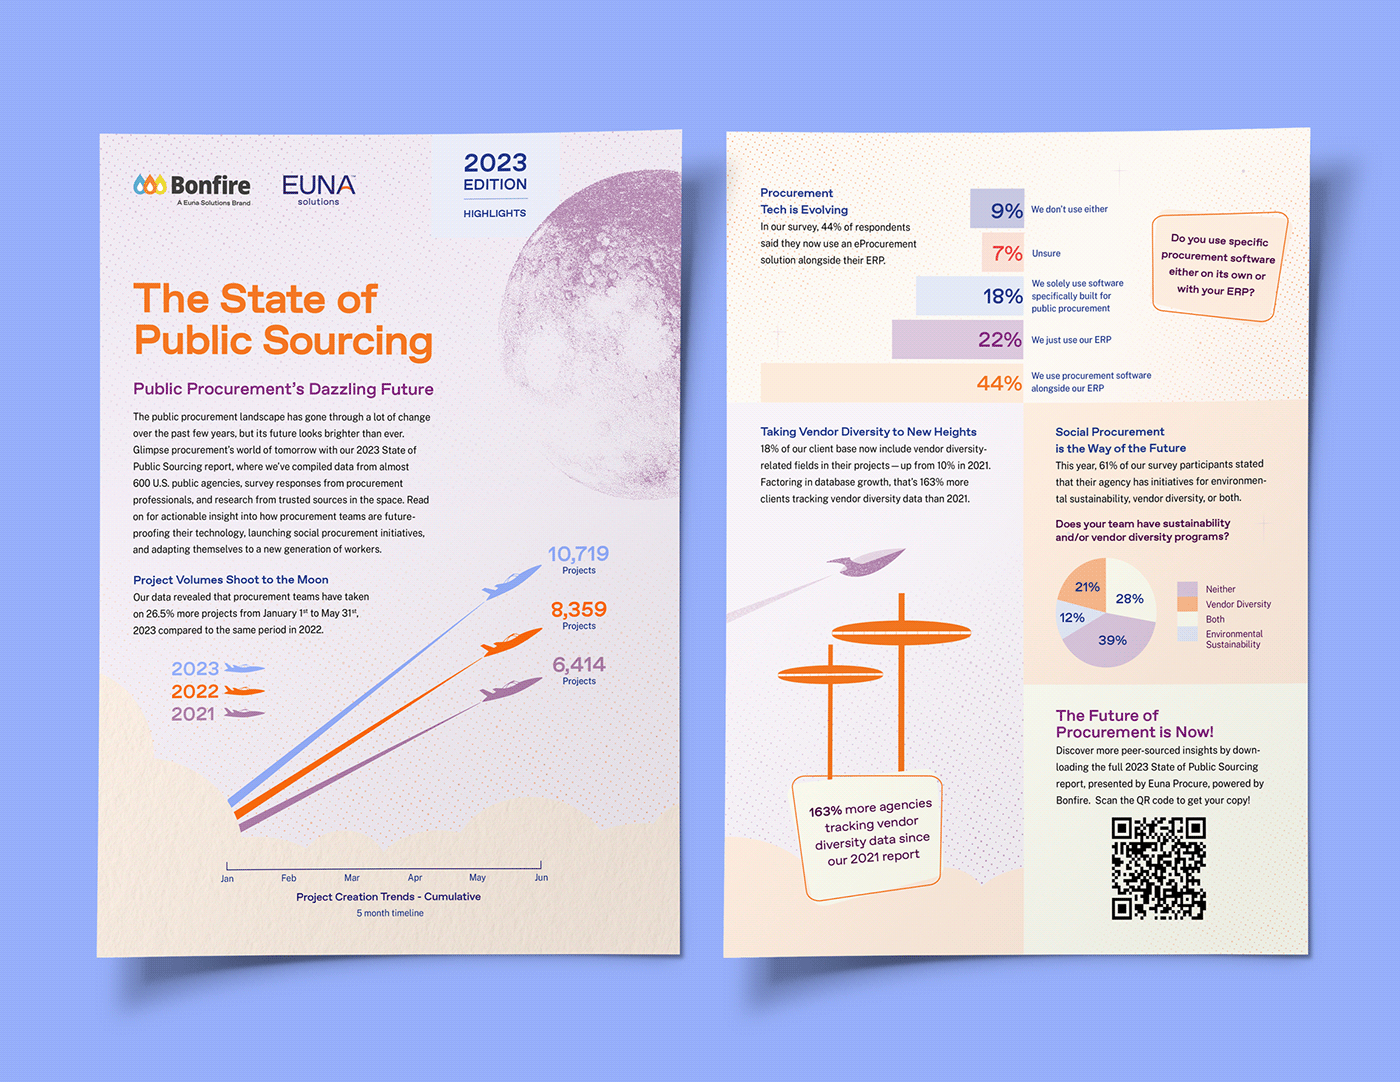 Bonfire
A Euna Solutions Brand
EUNA™
solutions
2023
EDITION
HIGHLIGHTS
The State of
Public Sourcing
Public Procurement's Dazzling Future
The public procurement landscape has gone through a lot of change
over the past few years, but its future looks brighter than ever.
Glimpse procurement's world of tomorrow with our 2023 State of
Public Sourcing report, where we've compiled data from almost
600 U.S. public agencies, survey responses from procurement
professionals, and research from trusted sources in the space. Read
on for actionable insight into how procurement teams are future-
proofing their technology, launching social procurement initiatives,
and adapting themselves to a new generation of workers.
Project Volumes Shoot to the Moon
Our data revealed that procurement teams have taken
on 26.5% more projects from January 1st to May 31st,
2023 compared to the same period in 2022.
10,719
Projects
8,359
Projects
6,414
Projects
2023
2022
2021
Jan Feb Mar Apr May Jun
Project Creation Trends - Cumulative
5 month timeline
Procurement
Tech is Evolving
In our survey, 44% of respondents
said they now use an eProcurement
solution alongside their ERP.
9% We don't use either
7% Unsure
18% We solely use software
specifically built for
public procurement
22% We just use our ERP
44% We use procurement software
alongside our ERP
Do you use specific
procurement software
either on its own or
with your ERP?
Taking Vendor Diversity to New Heights
18% of our client base now include vendor diversity-
related fields in their projects—up from 10% in 2021.
Factoring in database growth, that's 163% more
clients tracking vendor diversity data than 2021.
163% more agencies
tracking vendor
diversity data since
our 2021 report
Social Procurement
is the Way of the Future
This year, 61% of our survey participants stated
that their agency has initiatives for environmen-
tal sustainability, vendor diversity, or both.
Does your team have sustainability
and/or vendor diversity programs?
21%
28%
12%
39%
Neither
Vendor Diversity
Both
Environmental
Sustainability
The Future of
Procurement is Now!
Discover more peer-sourced insights by down-
loading the full 2023 State of Public Sourcing
report, presented by Euna Procure, powered by
Bonfire. Scan the QR code to get your copy!